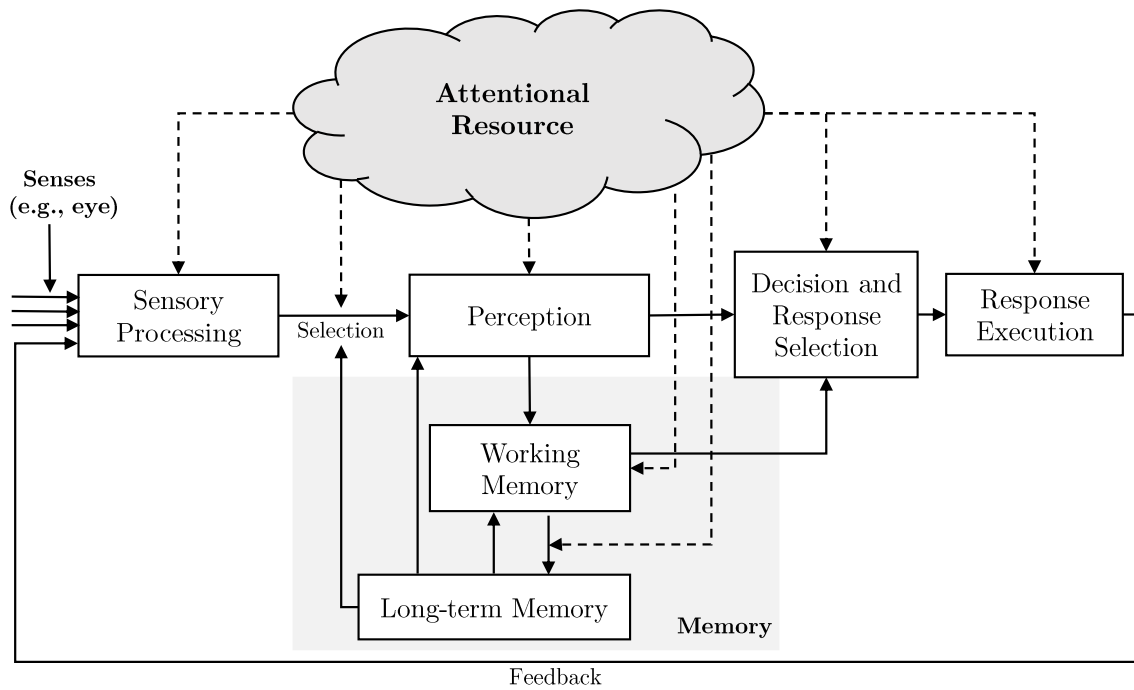 Attentional
Resource
Senses
(e.g., eye)
Sensory
Processing
Selection
Perception
Decision and
Response
Selection
Response
Execution
Working
Memory
Long-term Memory
Memory
Feedback